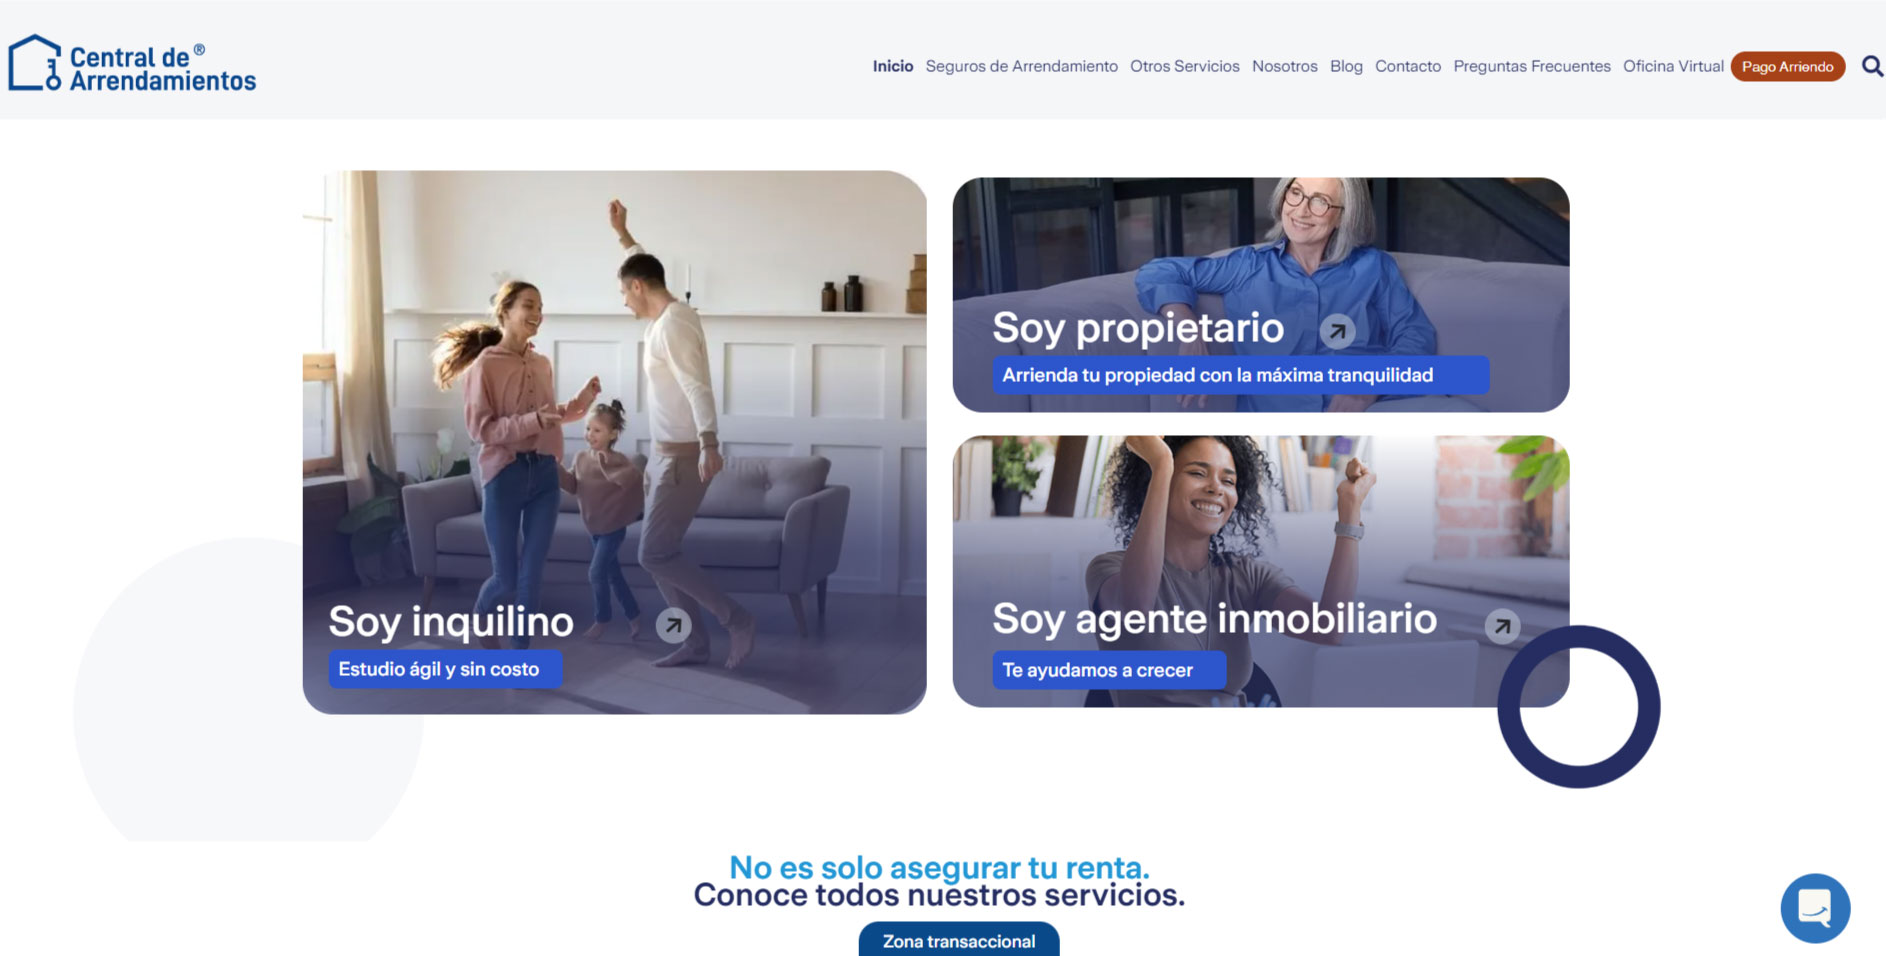 Central de ®
Arrendamientos
Inicio Seguros de Arrendamiento Otros Servicios Nosotros Blog Contacto Preguntas Frecuentes Oficina Virtual Pago Arriendo
Soy inquilino
Estudio ágil y sin costo
Soy propietario
Arrienda tu propiedad con la máxima tranquilidad
Soy agente inmobiliario
Te ayudamos a crecer
No es solo asegurar tu renta.
Conoce todos nuestros servicios.
Zona transaccional